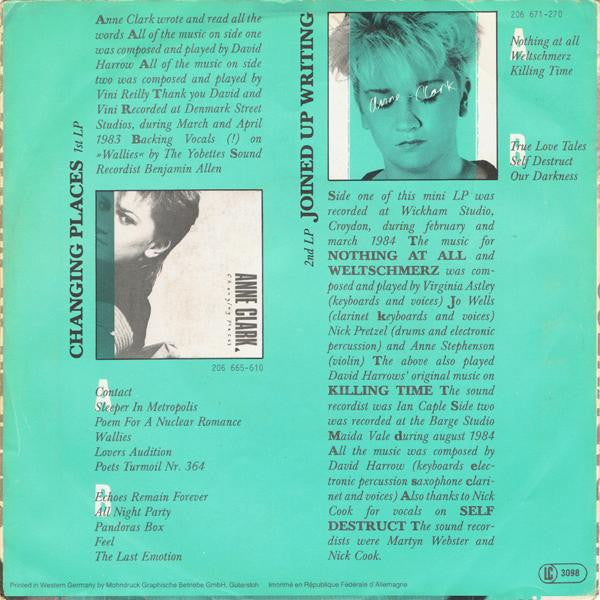 CHANGING PLACES 1st LP
Anne Clark wrote and read all the
words All of the music on side one
was composed and played by David
Harrow All of the music on side
two was composed and played by
Vini Reilly Thank you David and
Vini Recorded at Denmark Street
Studios, during March and April
1983 Backing Vocals (!) on
»Wallies« by The Yobettes Sound
Recordist Benjamin Allen
ANNE CLARK
changing places
206 665-610
A
Contact
Sleeper In Metropolis
Poem For A Nuclear Romance
Wallies
Lovers Audition
Poets Turmoil Nr. 364
B
Echoes Remain Forever
All Night Party
Pandoras Box
Feel
The Last Emotion
2nd LP JOINED UP WRITING
anne Clark
206 671-270
A
Nothing at all
Weltschmerz
Killing Time
B
True Love Tales
Self Destruct
Our Darkness
Side one of this mini LP was
recorded at Wickham Studio,
Croydon, during february and
march 1984 The music for
NOTHING AT ALL and
WELTSCHMERZ was com-
posed and played by Virginia Astley
(keyboards and voices) Jo Wells
(clarinet keyboards and voices)
Nick Pretzel (drums and electronic
percussion) and Anne Stephenson
(violin) The above also played
David Harrows' original music on
KILLING TIME The sound
recordist was Ian Caple Side two
was recorded at the Barge Studio
Maida Vale during august 1984
All the music was composed by
David Harrow (keyboards elec-
tronic percussion saxophone clari-
net and voices) Also thanks to Nick
Cook for vocals on SELF
DESTRUCT The sound recor-
dists were Martyn Webster and
Nick Cook.
Printed in Western Germany by Mohndruck Graphische Betriebe GmbH, Gütersloh Imprimé en République Fédérale d'Allemagne
LC 3098